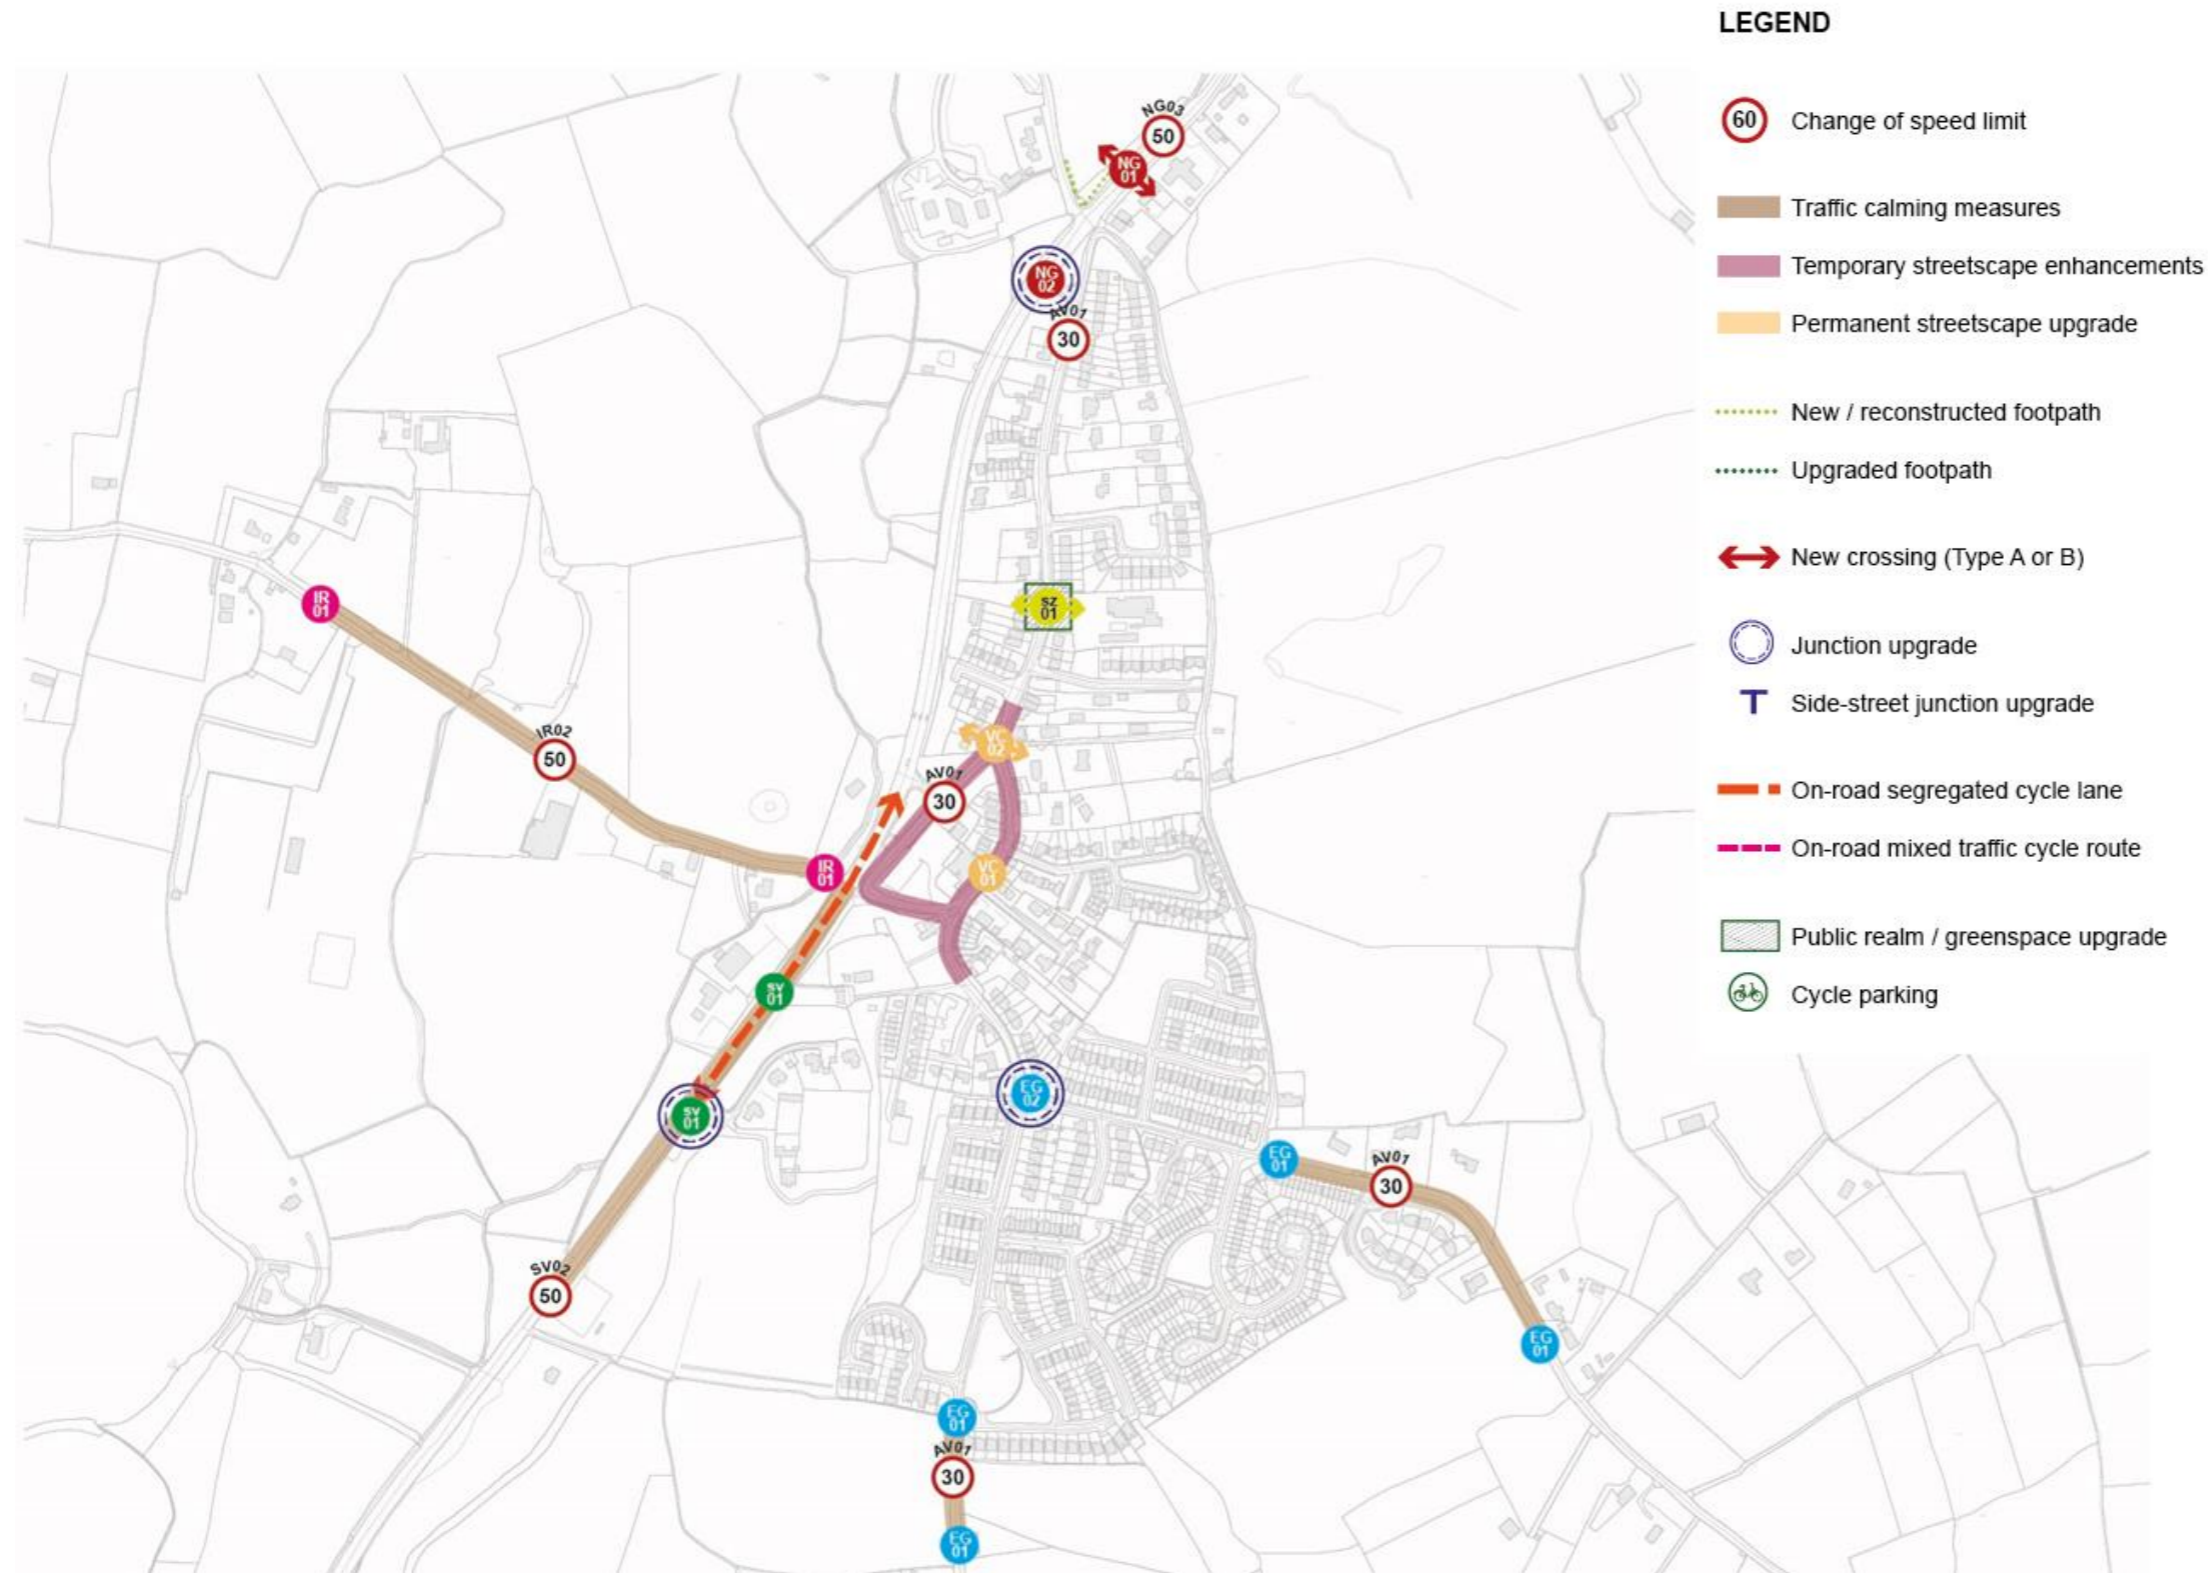 LEGEND
60 Change of speed limit
Traffic calming measures
Temporary streetscape enhancements
Permanent streetscape upgrade
New / reconstructed footpath
Upgraded footpath
New crossing (Type A or B)
Junction upgrade
T Side-street junction upgrade
On-road segregated cycle lane
On-road mixed traffic cycle route
Public realm / greenspace upgrade
Cycle parking
NG03
50
NG
01
NG
02
AV01
30
SZ
01
IR
01
IR02
50
VC
02
AV01
30
IR
01
VC
01
SV
01
EG
02
SV
01
EG
01
AV01
30
SV02
50
EG
01
EG
01
AV01
30
EG
01